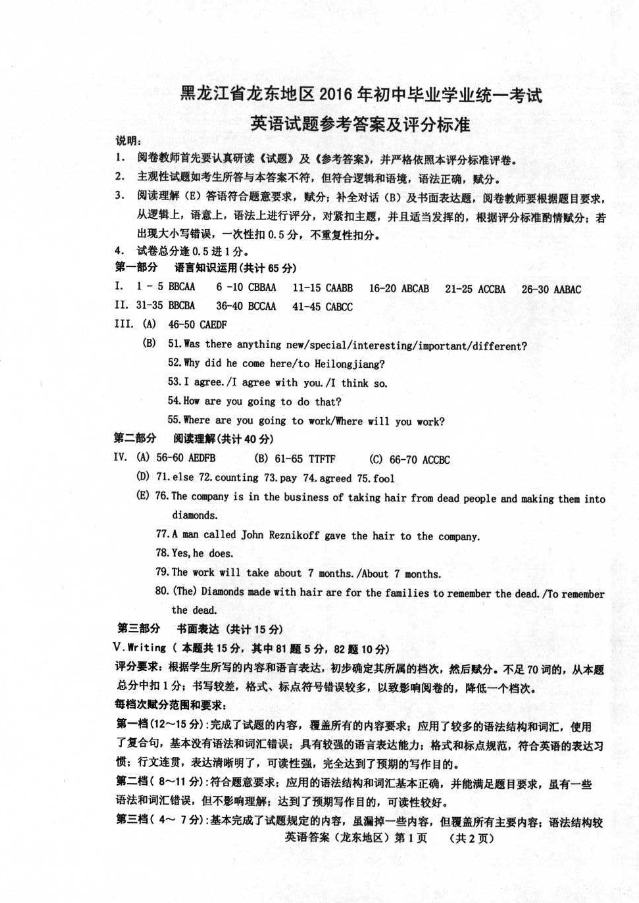 黑龙江省龙东地区 2016 年初中毕业学业统一考试
英语试题参考答案及评分标准
说明:
1. 阅卷教师首先要认真研读《试题》及《参考答案》,并严格依照本评分标准评卷。
2. 主观性试题如考生所答与本答案不符,但符合逻辑和语境,语法正确,赋分。
3. 阅读理解(E)答语符合题意要求,赋分;补全对话(B)及书面表达题,阅卷教师要根据题目要求,
从逻辑上,语意上,语法上进行评分,对紧扣主题,并且适当发挥的,根据评分标准酌情赋分;若
出现大小写错误,一次性扣 0.5 分,不重复性扣分。
4. 试卷总分逢 0.5 进 1 分。
第一部分 语言知识运用(共计 65 分)
I. 1 - 5 BBCAA 6 -10 CBBAA 11-15 CAABB 16-20 ABCAB 21-25 ACCBA 26-30 AABAC
II. 31-35 BBCBA 36-40 BCCAA 41-45 CABCC
III. (A) 46-50 CAEDF
(B) 51.Was there anything new/special/interesting/important/different?
52.Why did he come here/to Heilongjiang?
53.I agree./I agree with you./I think so.
54.How are you going to do that?
55.Where are you going to work/Where will you work?
第二部分 阅读理解(共计 40 分)
IV. (A) 56-60 AEDFB (B) 61-65 TTFTF (C) 66-70 ACCBC
(D) 71.else 72.counting 73.pay 74.agreed 75.fool
(E) 76.The company is in the business of taking hair from dead people and making them into
diamonds.
77.A man called John Reznikoff gave the hair to the company.
78.Yes,he does.
79.The work will take about 7 months./About 7 months.
80.(The) Diamonds made with hair are for the families to remember the dead./To remember
the dead.
第三部分 书面表达 (共计 15 分)
V.Writing ( 本题共 15 分,其中 81 题 5 分,82 题 10 分)
评分要求:根据学生所写的内容和语言表达,初步确定其所属的档次,然后赋分。不足 70 词的,从本题
总分中扣 1 分;书写较差,格式、标点符号错误较多,以致影响阅卷的,降低一个档次。
每档次赋分范围和要求:
第一档(12～15 分):完成了试题的内容,覆盖所有的内容要求;应用了较多的语法结构和词汇,使用
了复合句,基本没有语法和词汇错误;具有较强的语言表达能力;格式和标点规范,符合英语的表达习
惯;行文连贯,表达清晰明了,可读性强,完全达到了预期的写作目的。
第二档( 8～11 分):符合题意要求;应用的语法结构和词汇基本正确,并能满足题目要求,虽有一些
语法和词汇错误,但不影响理解;达到了预期写作目的,可读性较好。
第三档( 4～ 7 分):基本完成了试题规定的内容,虽漏掉一些内容,但覆盖所有主要内容;语法结构较
英语答案(龙东地区)第 1 页 (共 2 页)